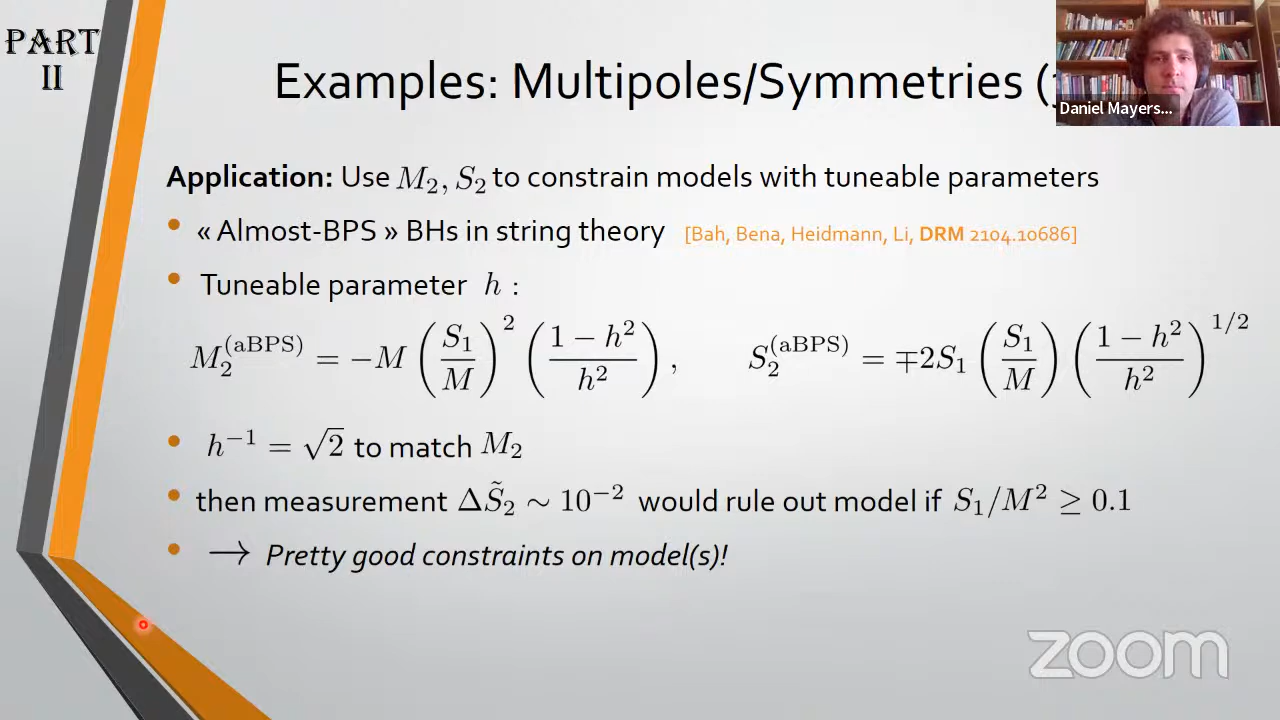 PART
II
Examples: Multipoles/Symmetries (
Daniel Mayers...
Application: Use M₂, S₂ to constrain models with tuneable parameters
• « Almost-BPS » BHs in string theory [Bah, Bena, Heidmann, Li, DRM 2104.10686]
• Tuneable parameter h :
M₂^(aBPS) = −M (S₁/M)² ((1 − h²)/h²), S₂^(aBPS) = ∓2S₁ (S₁/M) ((1 − h²)/h²)^1/2
• h⁻¹ = √2 to match M₂
• then measurement ΔS̃₂ ∼ 10⁻² would rule out model if S₁/M² ≥ 0.1
• → Pretty good constraints on model(s)!
zoom